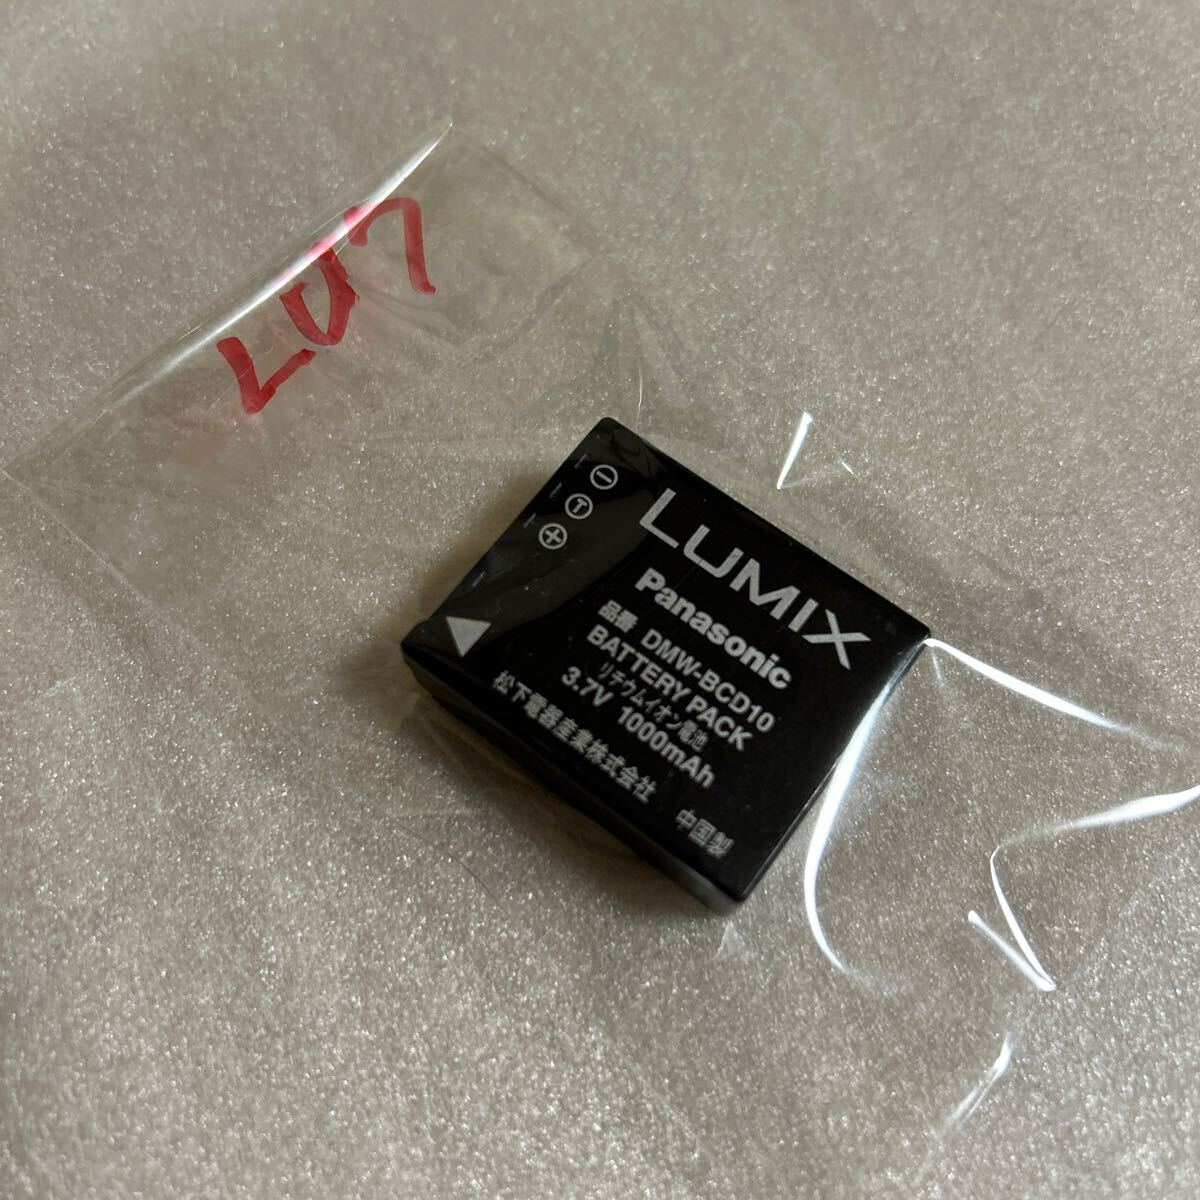 LU7
LUMIX
Panasonic
品番 DMW-BCD10
BATTERY PACK
リチウムイオン電池
3.7V 1000mAh
松下電器産業株式会社 中国製
T